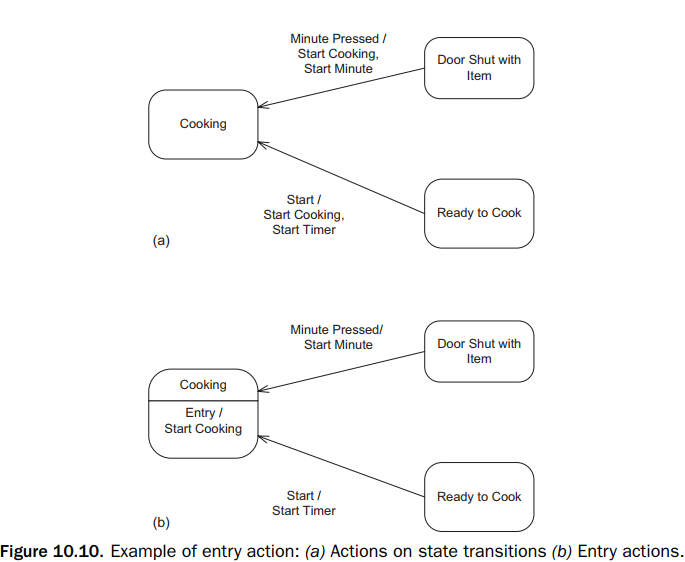 Minute Pressed /
Start Cooking,
Start Minute
Door Shut with
Item
Cooking
Start /
Start Cooking,
Start Timer
Ready to Cook
(a)
Minute Pressed/
Start Minute
Door Shut with
Item
Cooking
Entry /
Start Cooking
Start /
Start Timer
Ready to Cook
(b)
Figure 10.10. Example of entry action: (a) Actions on state transitions (b) Entry actions.